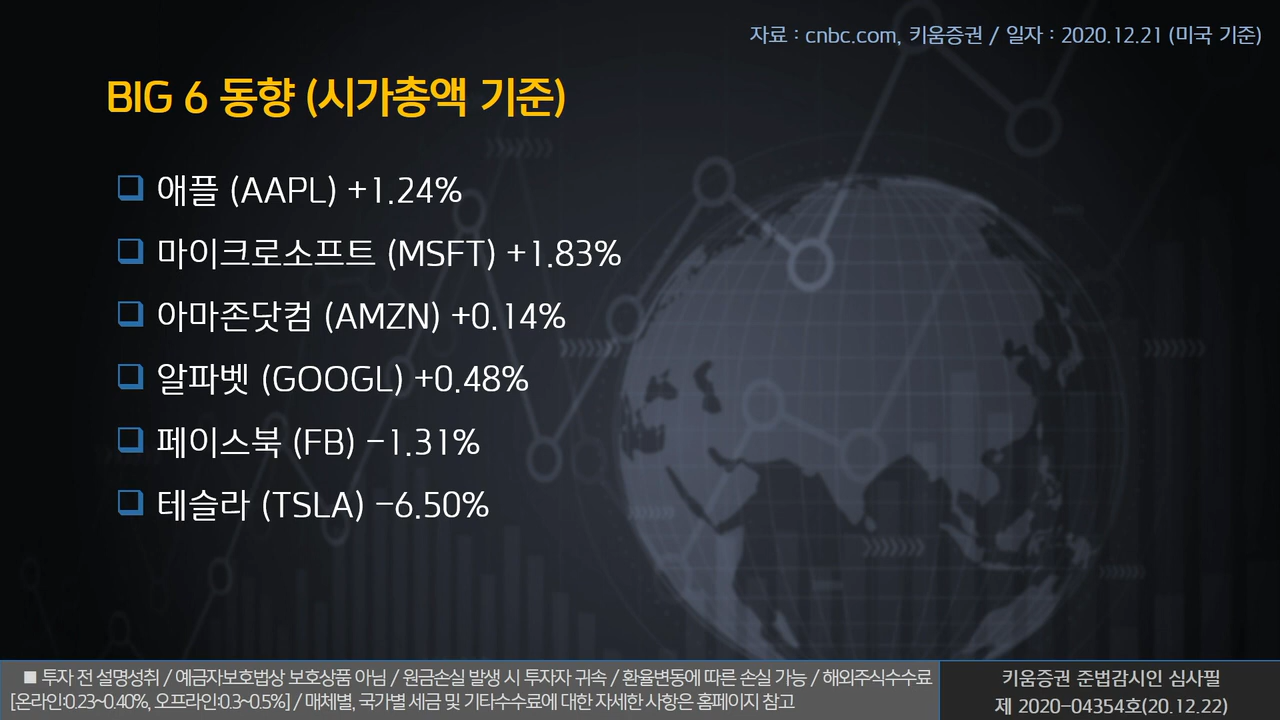 자료 : cnbc.com, 키움증권 / 일자 : 2020.12.21 (미국 기준)
BIG 6 동향 (시가총액 기준)
❑ 애플 (AAPL) +1.24%
❑ 마이크로소프트 (MSFT) +1.83%
❑ 아마존닷컴 (AMZN) +0.14%
❑ 알파벳 (GOOGL) +0.48%
❑ 페이스북 (FB) -1.31%
❑ 테슬라 (TSLA) -6.50%
■ 투자 전 설명성취 / 예금자보호법상 보호상품 아님 / 원금손실 발생 시 투자자 귀속 / 환율변동에 따른 손실 가능 / 해외주식수수료
[온라인:0.23~0.40%, 오프라인:0.3~0.5%] / 매체별, 국가별 세금 및 기타수수료에 대한 자세한 사항은 홈페이지 참고
키움증권 준법감시인 심사필
제 2020-04354호(20.12.22)